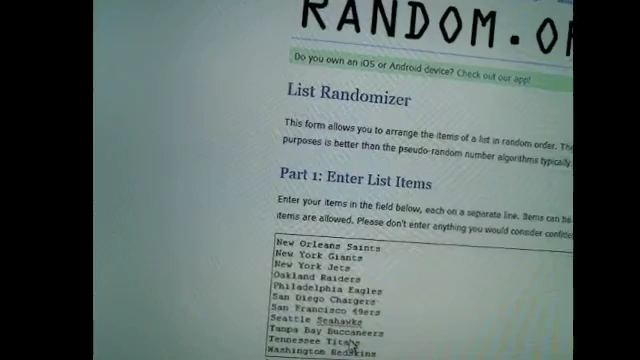 RANDOM.O
Do you own an iOS or Android device? Check out our app!
List Randomizer
This form allows you to arrange the items of a list in random order. The
purposes is better than the pseudo-random number algorithms typically
Part 1: Enter List Items
Enter your items in the field below, each on a separate line. Items can be
items are allowed. Please don't enter anything you would consider confide
New Orleans Saints
New York Giants
New York Jets
Oakland Raiders
Philadelphia Eagles
San Diego Chargers
San Francisco 49ers
Seattle Seahawks
Tampa Bay Buccaneers
Tennessee Titans
Washington Redskins